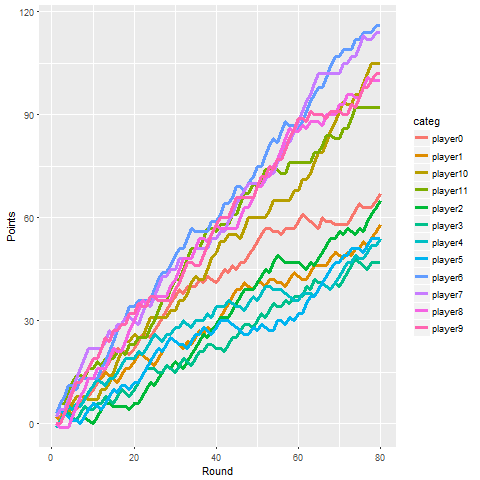 120
90
60
30
0
Points
0
20
40
60
80
Round
categ
player0
player1
player10
player11
player2
player3
player4
player5
player6
player7
player8
player9